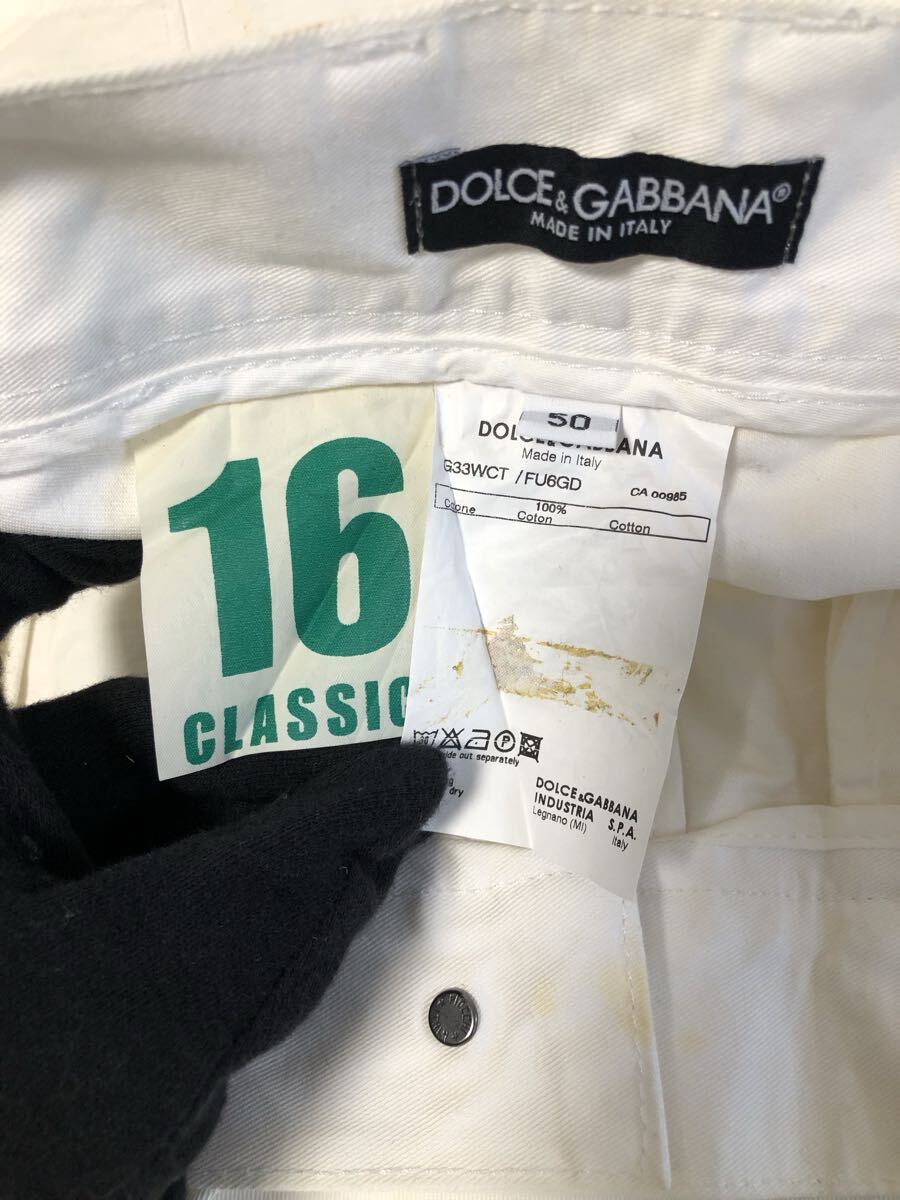 DOLCE&GABBANA®
MADE IN ITALY
50
16
CLASSIC
DOLCE&GABBANA
Made in Italy
G33WCT /FU6GD
CA 00985
100%
Cotone Coton Cotton
30
P
out separately
dry
DOLCE&GABBANA
INDUSTRIA S.P.A.
Legnano (MI)
Italy